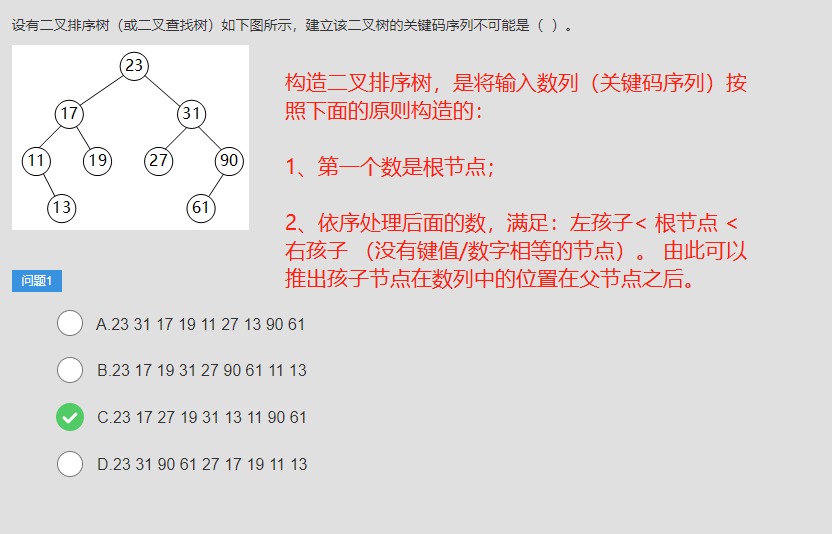 设有二叉排序树（或二叉查找树）如下图所示，建立该二叉树的关键码序列不可能是（ ）。
23
17
31
11
19
27
90
13
61
构造二叉排序树，是将输入数列（关键码序列）按
照下面的原则构造的：
1、第一个数是根节点；
2、依序处理后面的数，满足：左孩子< 根节点 <
右孩子 （没有键值/数字相等的节点）。 由此可以
推出孩子节点在数列中的位置在父节点之后。
问题1
A.23 31 17 19 11 27 13 90 61
B.23 17 19 31 27 90 61 11 13
C.23 17 27 19 31 13 11 90 61
D.23 31 90 61 27 17 19 11 13